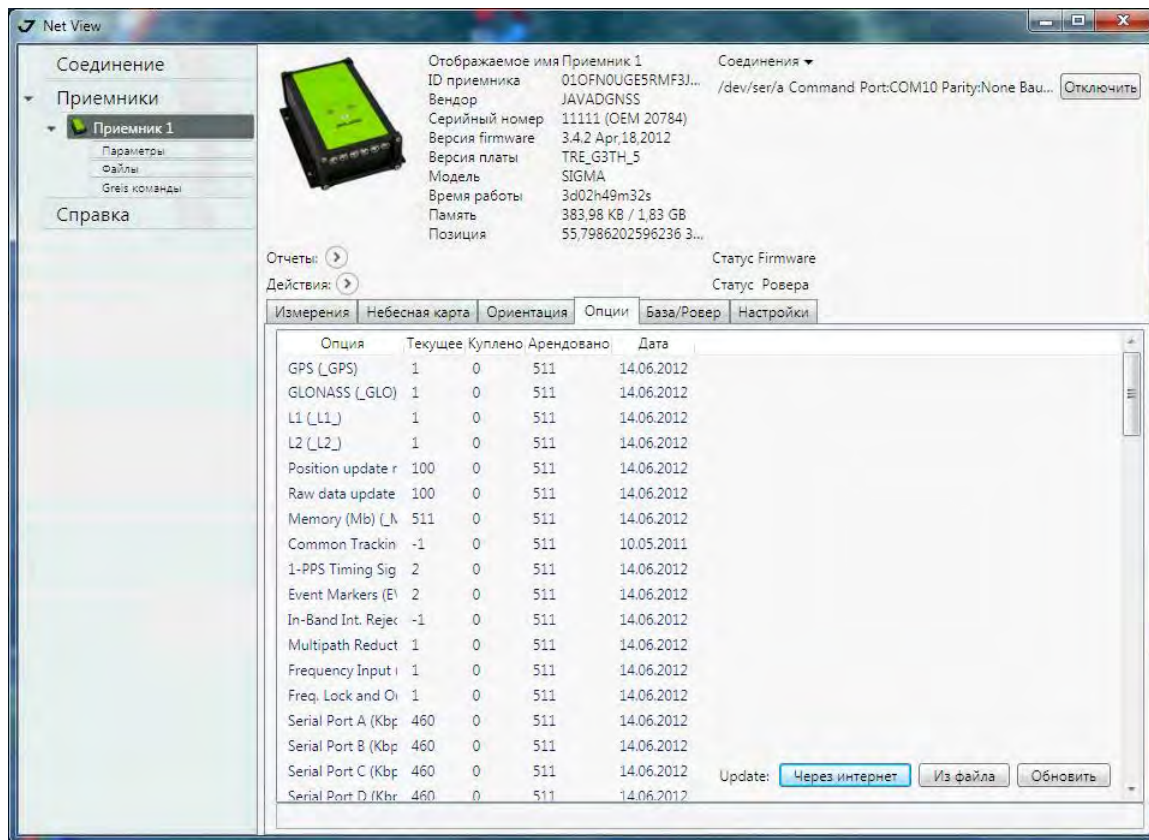 Net View
Соединение
Приемники
Приемник 1
Параметры
Файлы
Greis команды
Справка
Отображаемое имя Приемник 1
ID приемника 01OFN0UGE5RMF3J...
Вендор JAVADGNSS
Серийный номер 11111 (OEM 20784)
Версия firmware 3.4.2 Apr,18,2012
Версия платы TRE_G3TH_5
Модель SIGMA
Время работы 3d02h49m32s
Память 383,98 KB / 1,83 GB
Позиция 55,7986202596236 3...
Соединения
/dev/ser/a Command Port:COM10 Parity:None Bau... Отключить
Отчеты: Статус Firmware
Действия: Статус Ровера
Измерения Небесная карта Ориентация Опции База/Ровер Настройки
Опция Текущее Куплено Арендовано Дата
GPS (_GPS) 1 0 511 14.06.2012
GLONASS (_GLO) 1 0 511 14.06.2012
L1 (_L1_) 1 0 511 14.06.2012
L2 (_L2_) 1 0 511 14.06.2012
Position update r 100 0 511 14.06.2012
Raw data update 100 0 511 14.06.2012
Memory (Mb) (_M 511 0 511 14.06.2012
Common Trackin -1 0 511 10.05.2011
1-PPS Timing Sig 2 0 511 14.06.2012
Event Markers (EV 2 0 511 14.06.2012
In-Band Int. Rejec -1 0 511 14.06.2012
Multipath Reduct 1 0 511 14.06.2012
Frequency Input ( 1 0 511 14.06.2012
Freq. Lock and Ou 1 0 511 14.06.2012
Serial Port A (Kbp 460 0 511 14.06.2012
Serial Port B (Kbp 460 0 511 14.06.2012
Serial Port C (Kbp 460 0 511 14.06.2012
Serial Port D (Kbp 460 0 511 14.06.2012
Update: Через интернет Из файла Обновить